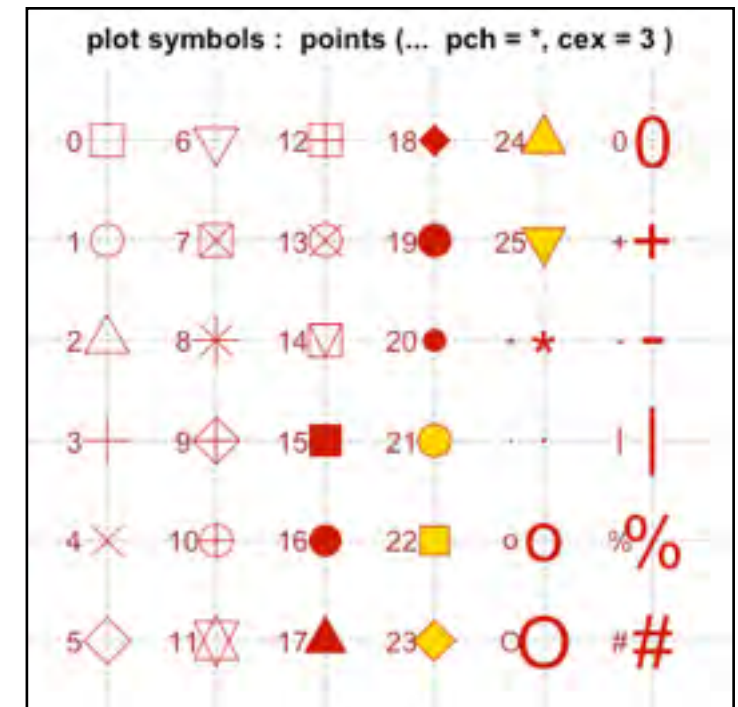 plot symbols : points (... pch = *, cex = 3 )
0 6 12 18 24 0 0
1 7 13 19 25 + +
2 8 14 20 * * - -
3 9 15 21 . . | |
4 10 16 22 o o % %
5 11 17 23 O O # #